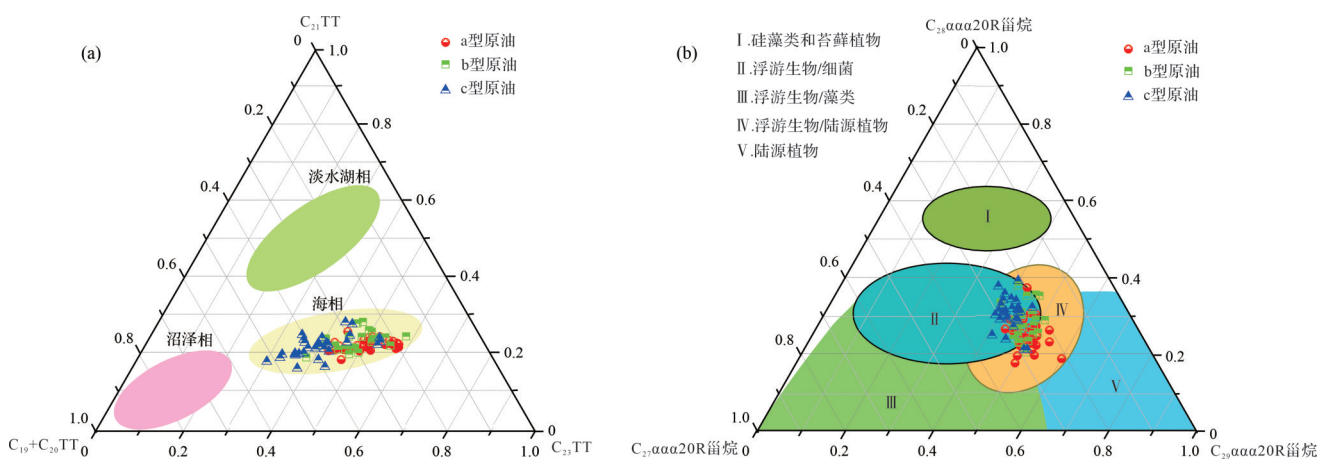 (a)
C₂₁TT
0
1.0
0.2
0.8
0.4
0.6
0.6
0.4
0.8
0.2
1.0
0
C₁₉+C₂₀TT
0.2
0.4
0.6
0.8
1.0
C₂₃TT
a型原油
b型原油
c型原油
淡水湖相
海相
沼泽相
(b)
C₂₈ααα20R甾烷
0
1.0
0.2
0.8
0.4
0.6
0.6
0.4
0.8
0.2
1.0
0
C₂₇ααα20R甾烷
0.2
0.4
0.6
0.8
1.0
C₂₉ααα20R甾烷
Ⅰ.硅藻类和苔藓植物
Ⅱ.浮游生物/细菌
Ⅲ.浮游生物/藻类
Ⅳ.浮游生物/陆源植物
Ⅴ.陆源植物
a型原油
b型原油
c型原油
Ⅰ
Ⅱ
Ⅳ
Ⅲ
Ⅴ